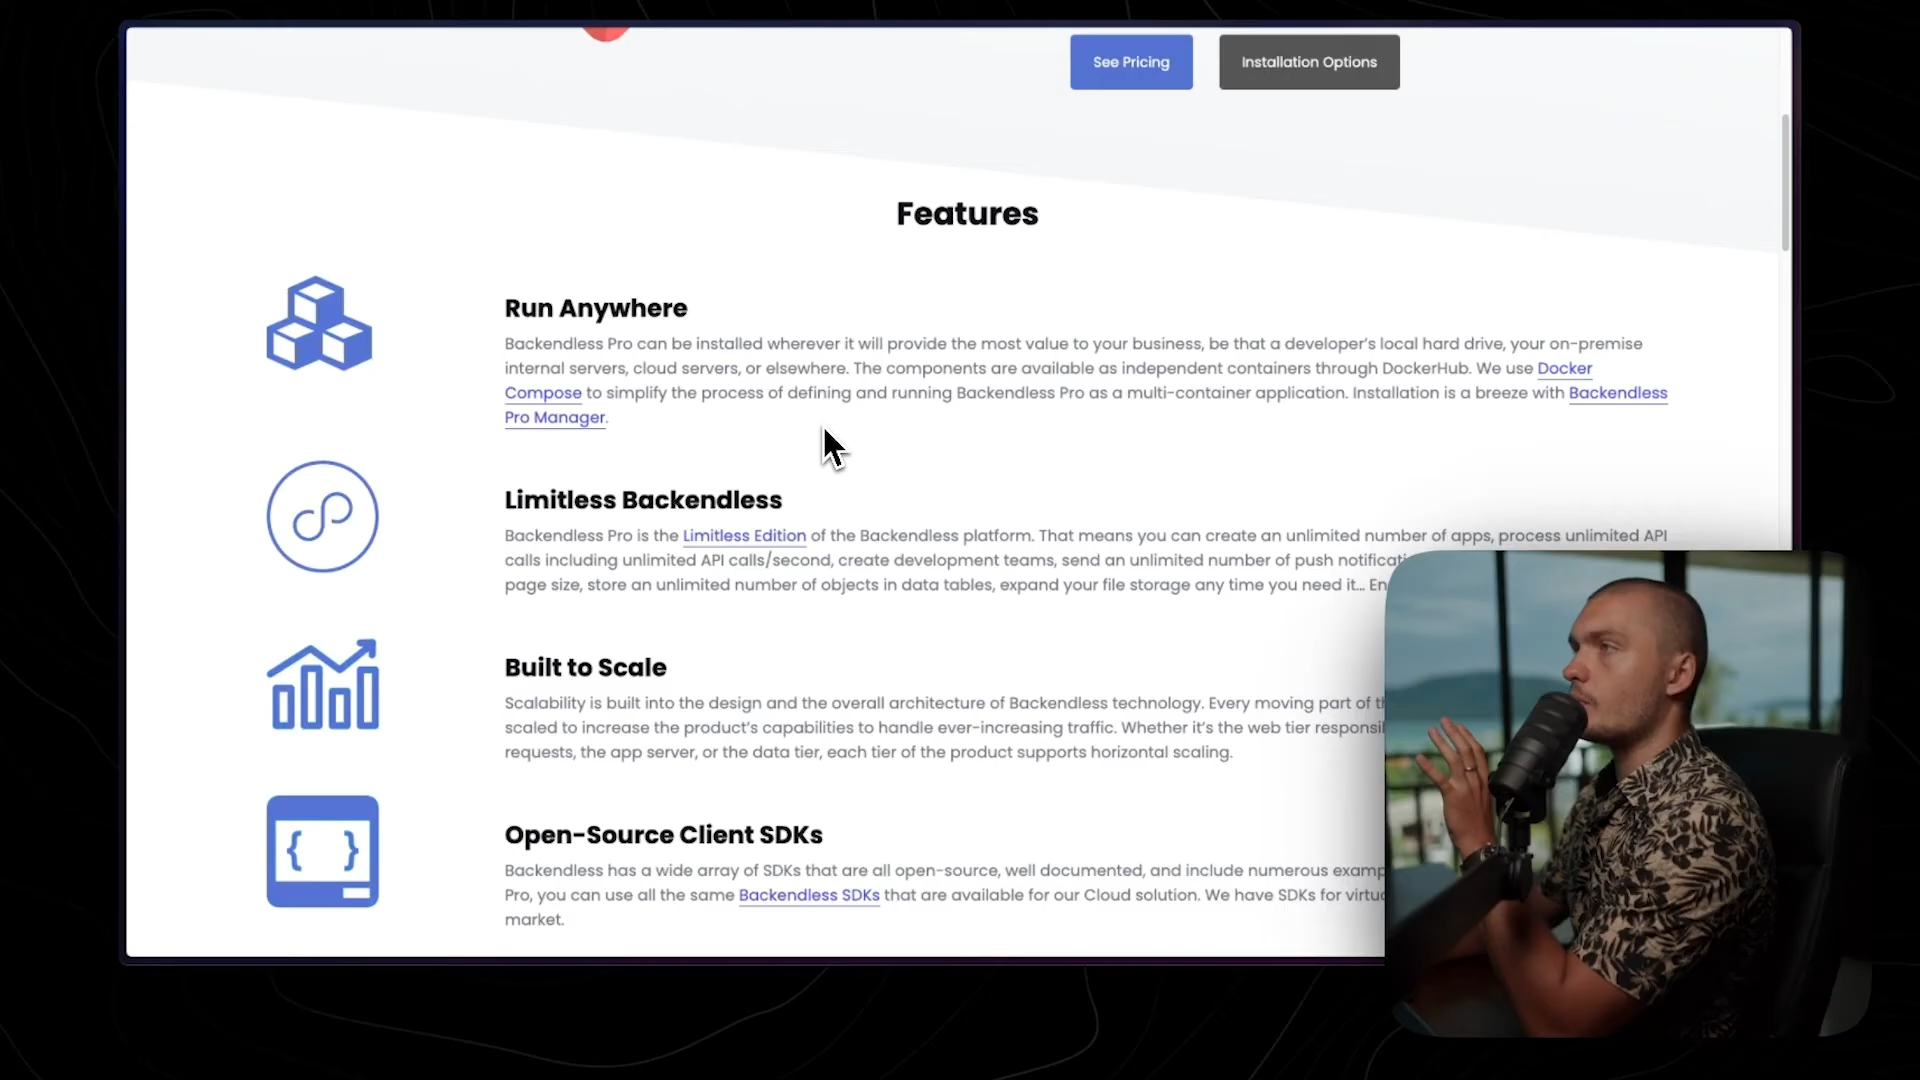 See Pricing
Installation Options
Features
Run Anywhere
Backendless Pro can be installed wherever it will provide the most value to your business, be that a developer's local hard drive, your on-premise
internal servers, cloud servers, or elsewhere. The components are available as independent containers through DockerHub. We use Docker
Compose to simplify the process of defining and running Backendless Pro as a multi-container application. Installation is a breeze with Backendless
Pro Manager.
Limitless Backendless
Backendless Pro is the Limitless Edition of the Backendless platform. That means you can create an unlimited number of apps, process unlimited API
calls including unlimited API calls/second, create development teams, send an unlimited number of push
page size, store an unlimited number of objects in data tables, expand your file storage any time you need it...
Built to Scale
Scalability is built into the design and the overall architecture of Backendless technology. Every moving part of
scaled to increase the product's capabilities to handle ever-increasing traffic. Whether it's the web tier
requests, the app server, or the data tier, each tier of the product supports horizontal scaling.
Open-Source Client SDKs
Backendless has a wide array of SDKs that are all open-source, well documented, and include numerous
Pro, you can use all the same Backendless SDKs that are available for our Cloud solution. We have SDKs for
market.